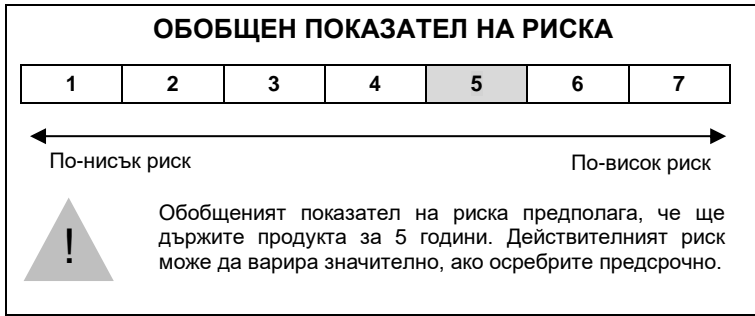 ОБОБЩЕН ПОКАЗАТЕЛ НА РИСКА
1 2 3 4 5 6 7
По-нисък риск По-висок риск
! Обобщеният показател на риска предполага, че ще
държите продукта за 5 години. Действителният риск
може да варира значително, ако осребрите предсрочно.